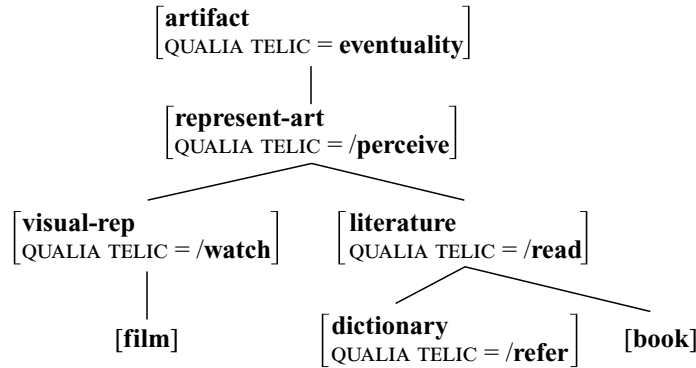 artifact
QUALIA TELIC = eventuality
represent-art
QUALIA TELIC = /perceive
visual-rep
QUALIA TELIC = /watch
literature
QUALIA TELIC = /read
[film]
dictionary
QUALIA TELIC = /refer
[book]